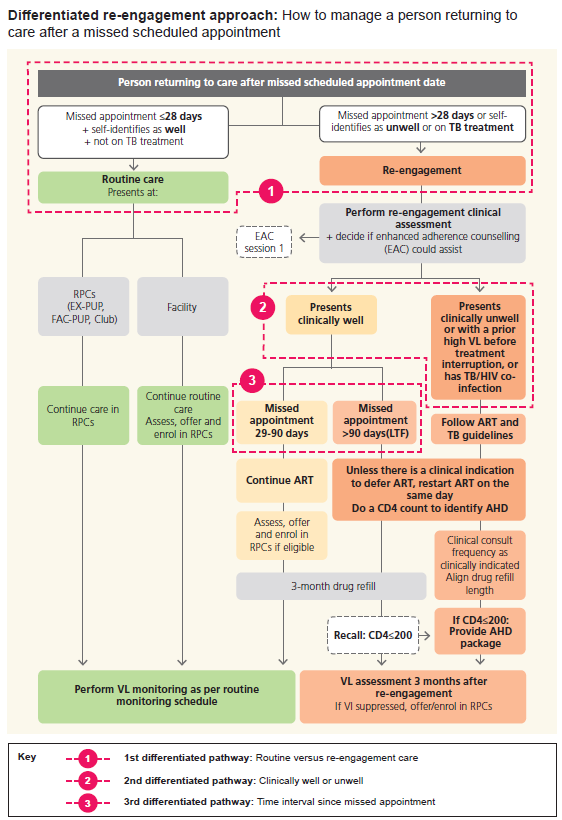 Differentiated re-engagement approach: How to manage a person returning to
care after a missed scheduled appointment
Person returning to care after missed scheduled appointment date
Missed appointment ≤28 days
+ self-identifies as well
+ not on TB treatment
Missed appointment >28 days or self-
identifies as unwell or on TB treatment
Routine care
Presents at:
Re-engagement
1
Perform re-engagement clinical
assessment
+ decide if enhanced adherence counselling
(EAC) could assist
EAC
session 1
RPCs
(EX-PUP,
FAC-PUP, Club)
Facility
2
Presents
clinically well
Presents
clinically unwell
or with a prior
high VL before
treatment
interruption, or
has TB/HIV co-
infection
3
Continue care in
RPCs
Continue routine
care
Assess, offer and
enrol in RPCs
Missed
appointment
29-90 days
Missed
appointment
>90 days(LTF)
Follow ART and
TB guidelines
Continue ART
Unless there is a clinical indication
to defer ART, restart ART on the
same day
Do a CD4 count to identify AHD
Assess, offer
and enrol in
RPCs if eligible
Clinical consult
frequency as
clinically indicated
Align drug refill
length
3-month drug refill
Recall: CD4≤200
If CD4≤200:
Provide AHD
package
Perform VL monitoring as per routine
monitoring schedule
VL assessment 3 months after
re-engagement
If Vl suppressed, offer/enrol in RPCs
Key
1 1st differentiated pathway: Routine versus re-engagement care
2 2nd differentiated pathway: Clinically well or unwell
3 3rd differentiated pathway: Time interval since missed appointment